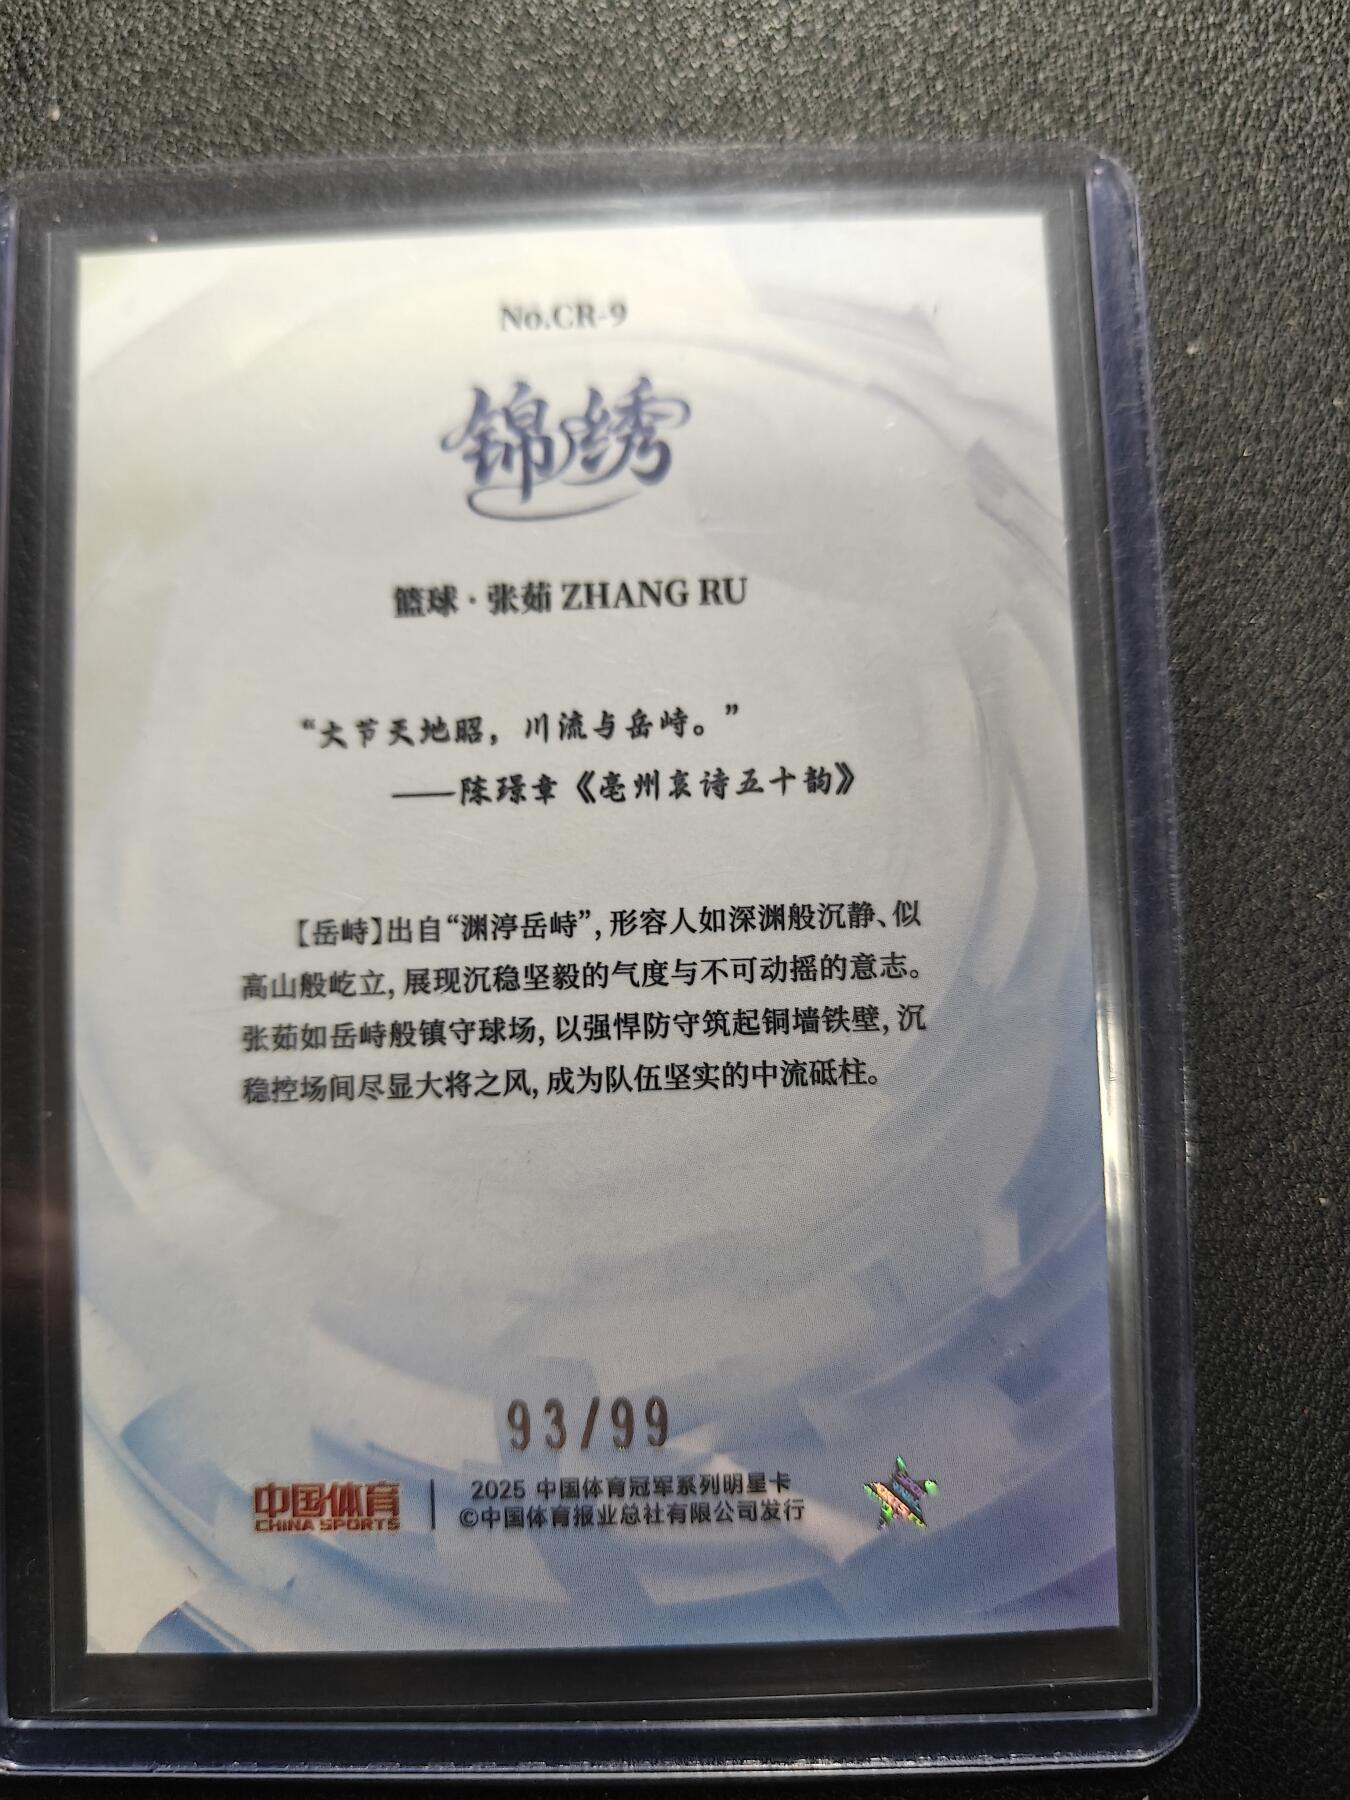 No.CR-9
锦绣
篮球·张茹 ZHANG RU
“大节天地昭，川流与岳峙。”
——陈璟章《亳州哀诗五十韵》
【岳峙】出自“渊渟岳峙”，形容人如深渊般沉静、似
高山般屹立，展现沉稳坚毅的气度与不可动摇的意志。
张茹如岳峙般镇守球场，以强悍防守筑起铜墙铁壁，沉
稳控场间尽显大将之风，成为队伍坚实的中流砥柱。
93/99
中国体育
CHINA SPORTS
2025 中国体育冠军系列明星卡
©中国体育报业总社有限公司发行